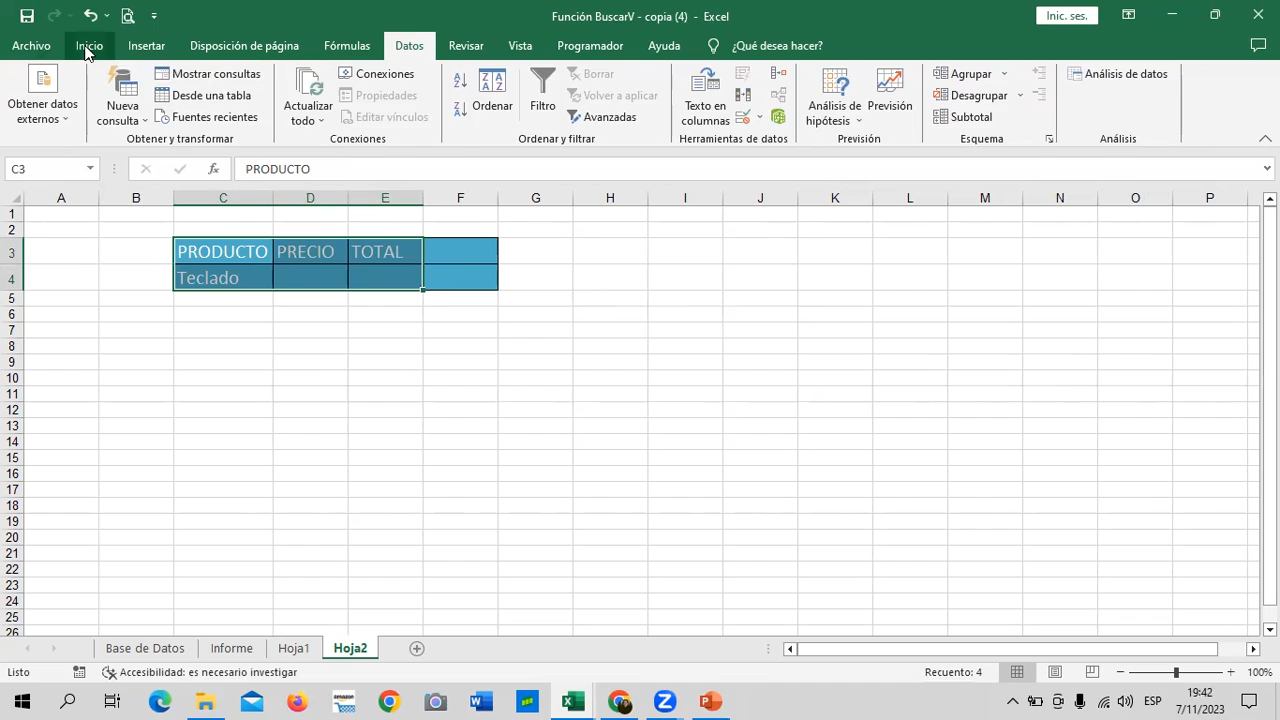 Función BuscarV - copia (4) - Excel
Inic. ses.
Archivo Inicio Insertar Disposición de página Fórmulas Datos Revisar Vista Programador Ayuda ¿Qué desea hacer?
Obtener datos externos
Nueva consulta
Mostrar consultas
Desde una tabla
Fuentes recientes
Obtener y transformar
Actualizar todo
Conexiones
Propiedades
Editar vínculos
Conexiones
Ordenar
Filtro
Borrar
Volver a aplicar
Avanzadas
Ordenar y filtrar
Texto en columnas
Herramientas de datos
Análisis de hipótesis
Previsión
Previsión
Agrupar
Desagrupar
Subtotal
Esquema
Análisis de datos
Análisis
C3 fx PRODUCTO
A B C D E F G H I J K L M N O P
1
2
3 PRODUCTO PRECIO TOTAL
4 Teclado
5
6
7
8
9
10
11
12
13
14
15
16
17
18
19
20
21
22
23
24
25
26
Base de Datos Informe Hoja1 Hoja2
Listo Accesibilidad: es necesario investigar Recuento: 4 100%
amazon
ESP
19:42
7/11/2023